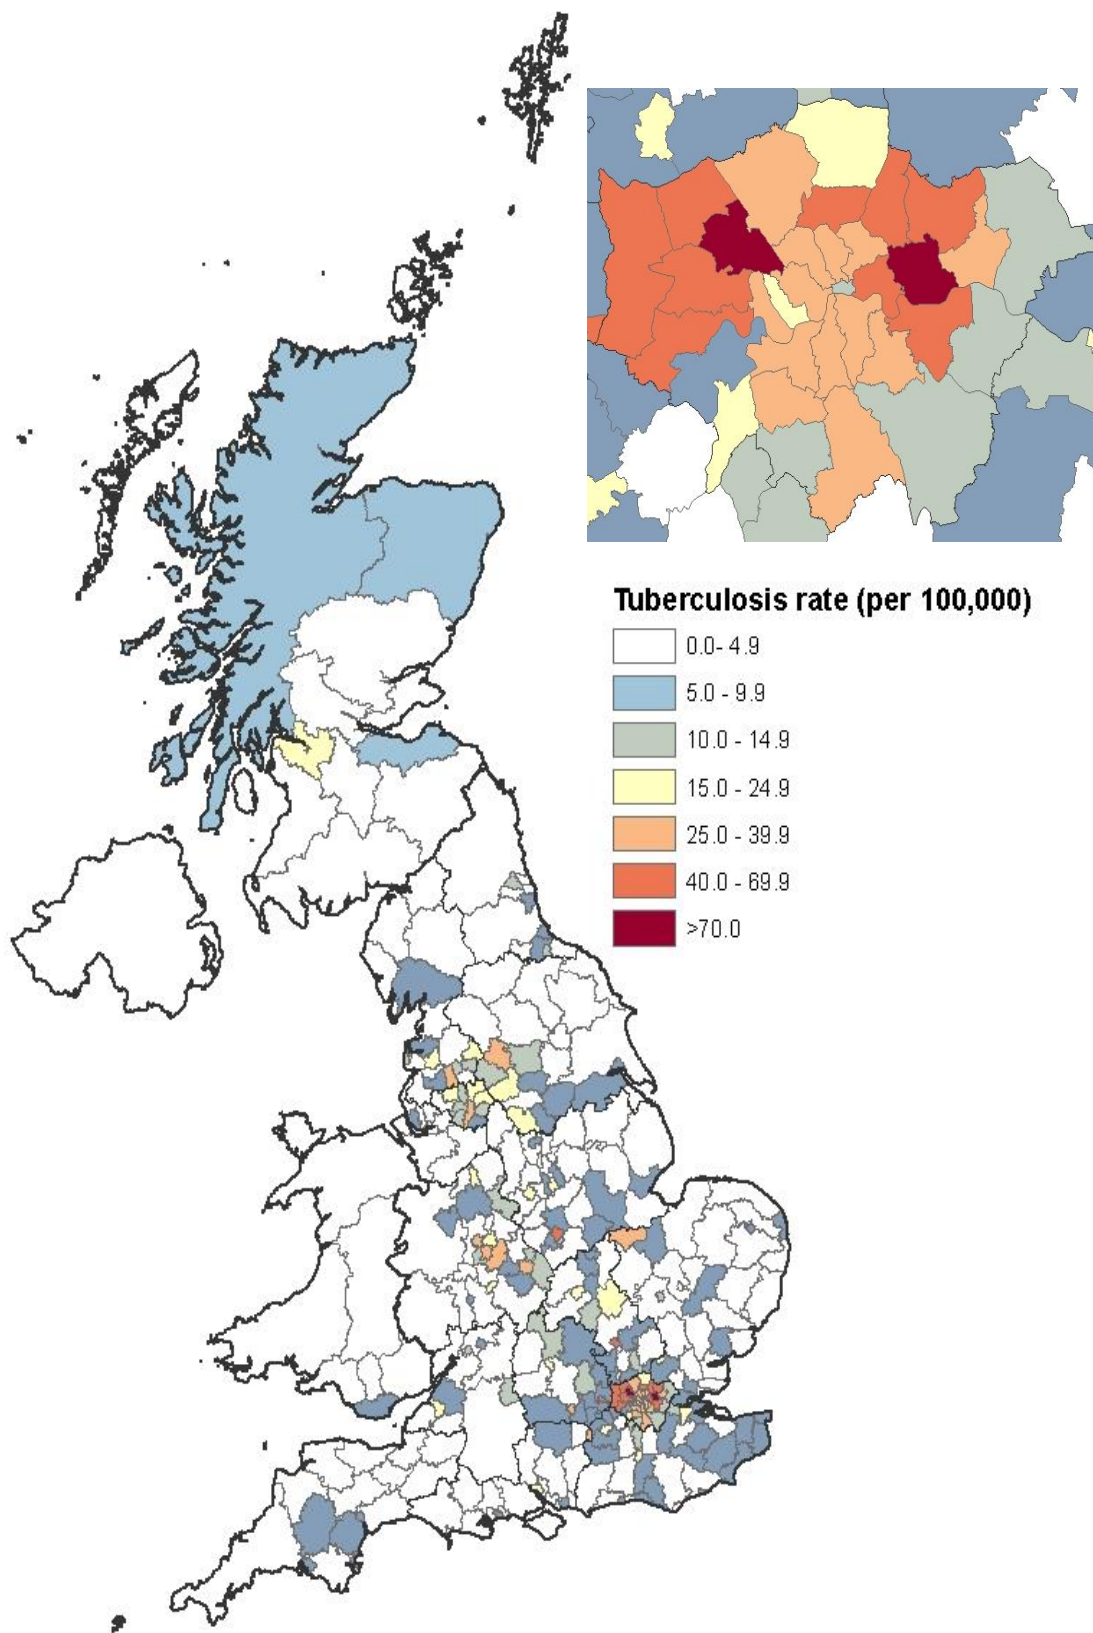 Tuberculosis rate (per 100,000)
0.0- 4.9
5.0 - 9.9
10.0 - 14.9
15.0 - 24.9
25.0 - 39.9
40.0 - 69.9
>70.0